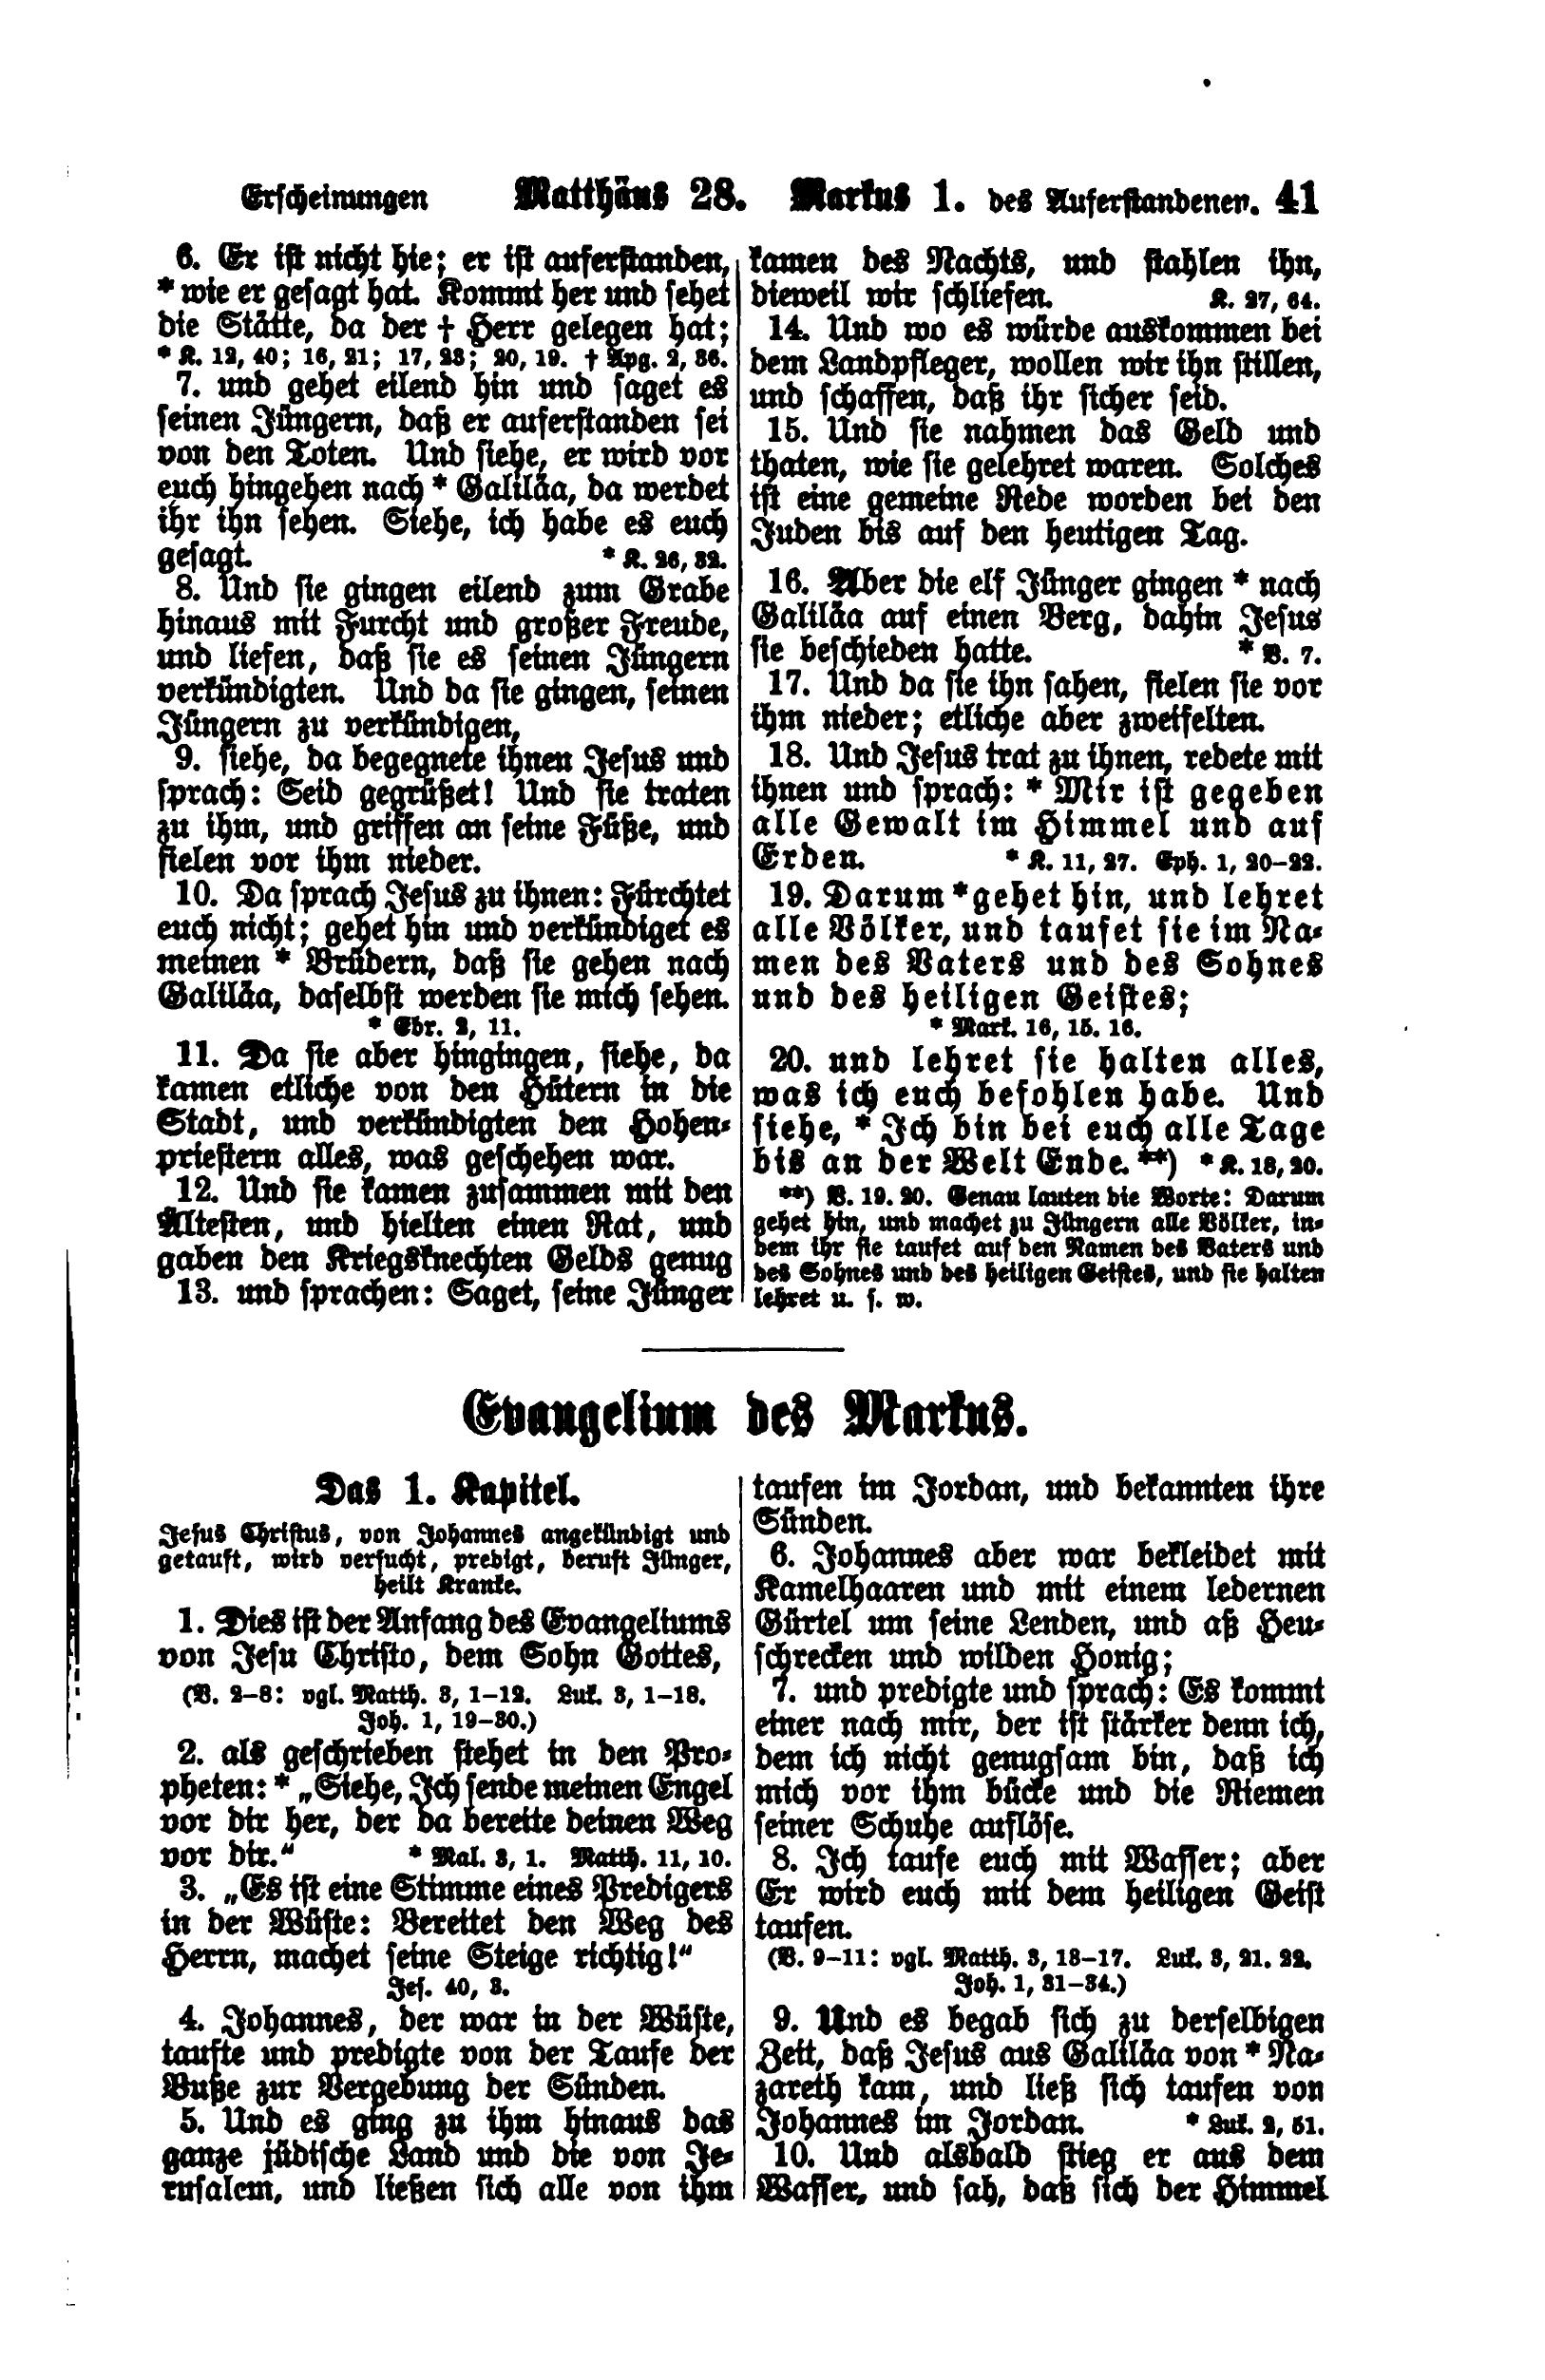 Erscheinungen Matthäus 28. Markus 1. des Auferstandenen. 41
6. Er ist nicht hie; er ist auferstanden,
* wie er gesagt hat. Kommt her und sehet
die Stätte, da der † Herr gelegen hat;
* K. 12, 40; 16, 21; 17, 23; 20, 19. † Apg. 2, 36.
7. und gehet eilend hin und saget es
seinen Jüngern, daß er auferstanden sei
von den Toten. Und siehe, er wird vor
euch hingehen nach * Galiläa, da werdet
ihr ihn sehen. Siehe, ich habe es euch
gesagt. * K. 26, 32.
8. Und sie gingen eilend zum Grabe
hinaus mit Furcht und großer Freude,
und liefen, daß sie es seinen Jüngern
verkündigten. Und da sie gingen, seinen
Jüngern zu verkündigen,
9. siehe, da begegnete ihnen Jesus und
sprach: Seid gegrüßet! Und sie traten
zu ihm, und griffen an seine Füße, und
fielen vor ihm nieder.
10. Da sprach Jesus zu ihnen: Fürchtet
euch nicht; gehet hin und verkündiget es
meinen * Brüdern, daß sie gehen nach
Galiläa, daselbst werden sie mich sehen.
* Ebr. 2, 11.
11. Da sie aber hingingen, siehe, da
kamen etliche von den Hütern in die
Stadt, und verkündigten den Hohen-
priestern alles, was geschehen war.
12. Und sie kamen zusammen mit den
Ältesten, und hielten einen Rat, und
gaben den Kriegsknechten Gelds genug
13. und sprachen: Saget, seine Jünger
kamen des Nachts, und stahlen ihn,
dieweil wir schliefen. K. 27, 64.
14. Und wo es würde auskommen bei
dem Landpfleger, wollen wir ihn stillen,
und schaffen, daß ihr sicher seid.
15. Und sie nahmen das Geld und
thaten, wie sie gelehret waren. Solches
ist eine gemeine Rede worden bei den
Juden bis auf den heutigen Tag.
16. Aber die elf Jünger gingen * nach
Galiläa auf einen Berg, dahin Jesus
sie beschieden hatte. * V. 7.
17. Und da sie ihn sahen, fielen sie vor
ihm nieder; etliche aber zweifelten.
18. Und Jesus trat zu ihnen, redete mit
ihnen und sprach: * Mir ist gegeben
alle Gewalt im Himmel und auf
Erden. * K. 11, 27. Eph. 1, 20–22.
19. Darum * gehet hin, und lehret
alle Völker, und taufet sie im Na-
men des Vaters und des Sohnes
und des heiligen Geistes;
* Mark. 16, 15. 16.
20. und lehret sie halten alles,
was ich euch befohlen habe. Und
siehe, * Ich bin bei euch alle Tage
bis an der Welt Ende. **) * K. 18, 20.
**) V. 19. 20. Genau lauten die Worte: Darum
gehet hin, und machet zu Jüngern alle Völker, in-
dem ihr sie taufet auf den Namen des Vaters und
des Sohnes und des heiligen Geistes, und sie halten
lehret u. s. w.
Evangelium des Markus.
Das 1. Kapitel.
Jesus Christus, von Johannes angekündigt und
getauft, wird versucht, predigt, beruft Jünger,
heilt Kranke.
1. Dies ist der Anfang des Evangeliums
von Jesu Christo, dem Sohn Gottes,
(V. 2–8: vgl. Matth. 3, 1–12. Luk. 3, 1–18.
Joh. 1, 19–30.)
2. als geschrieben stehet in den Pro-
pheten: * „Siehe, Ich sende meinen Engel
vor dir her, der da bereite deinen Weg
vor dir.“ * Mal. 3, 1. Matth. 11, 10.
3. „Es ist eine Stimme eines Predigers
in der Wüste: Bereitet den Weg des
Herrn, machet seine Steige richtig!“
Jes. 40, 3.
4. Johannes, der war in der Wüste,
taufte und predigte von der Taufe der
Buße zur Vergebung der Sünden.
5. Und es ging zu ihm hinaus das
ganze jüdische Land und die von Je-
rusalem, und ließen sich alle von ihm
taufen im Jordan, und bekannten ihre
Sünden.
6. Johannes aber war bekleidet mit
Kamelhaaren und mit einem ledernen
Gürtel um seine Lenden, und aß Heu-
schrecken und wilden Honig;
7. und predigte und sprach: Es kommt
einer nach mir, der ist stärker denn ich,
dem ich nicht genugsam bin, daß ich
mich vor ihm bücke und die Riemen
seiner Schuhe auflöse.
8. Ich taufe euch mit Wasser; aber
Er wird euch mit dem heiligen Geist
taufen.
(V. 9–11: vgl. Matth. 3, 13–17. Luk. 3, 21. 22.
Joh. 1, 31–34.)
9. Und es begab sich zu derselbigen
Zeit, daß Jesus aus Galiläa von * Na-
zareth kam, und ließ sich taufen von
Johannes im Jordan. * Luk. 2, 51.
10. Und alsbald stieg er aus dem
Wasser, und sah, daß sich der Himmel